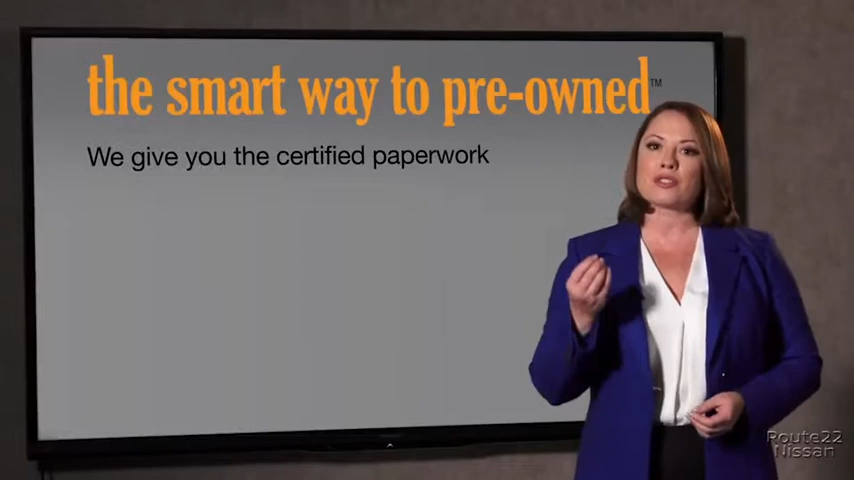 the smart way to pre-owned™
We give you the certified paperwork
Route22
Nissan